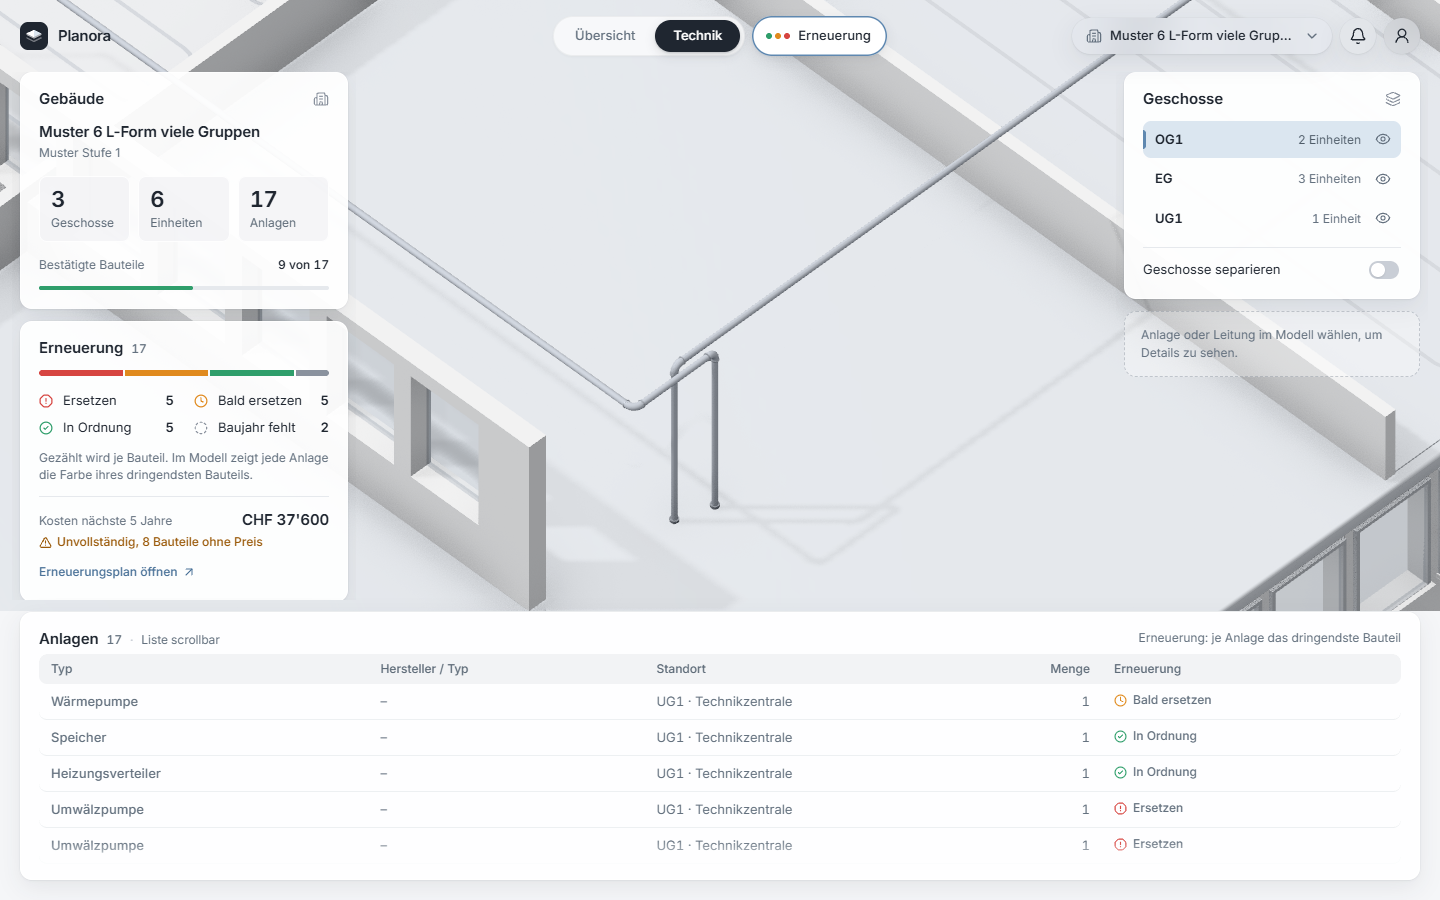 Planora
Übersicht
Technik
Erneuerung
Muster 6 L-Form viele Grup...
Gebäude
Muster 6 L-Form viele Gruppen
Muster Stufe 1
3
Geschosse
6
Einheiten
17
Anlagen
Bestätigte Bauteile
9 von 17
Erneuerung 17
Ersetzen 5
Bald ersetzen 5
In Ordnung 5
Baujahr fehlt 2
Gezählt wird je Bauteil. Im Modell zeigt jede Anlage
die Farbe ihres dringendsten Bauteils.
Kosten nächste 5 Jahre
CHF 37'600
Unvollständig, 8 Bauteile ohne Preis
Erneuerungsplan öffnen
Geschosse
OG1 2 Einheiten
EG 3 Einheiten
UG1 1 Einheit
Geschosse separieren
Anlage oder Leitung im Modell wählen, um
Details zu sehen.
Anlagen 17 · Liste scrollbar
Erneuerung: je Anlage das dringendste Bauteil
Typ Hersteller / Typ Standort Menge Erneuerung
Wärmepumpe – UG1 · Technikzentrale 1 Bald ersetzen
Speicher – UG1 · Technikzentrale 1 In Ordnung
Heizungsverteiler – UG1 · Technikzentrale 1 In Ordnung
Umwälzpumpe – UG1 · Technikzentrale 1 Ersetzen
Umwälzpumpe – UG1 · Technikzentrale 1 Ersetzen